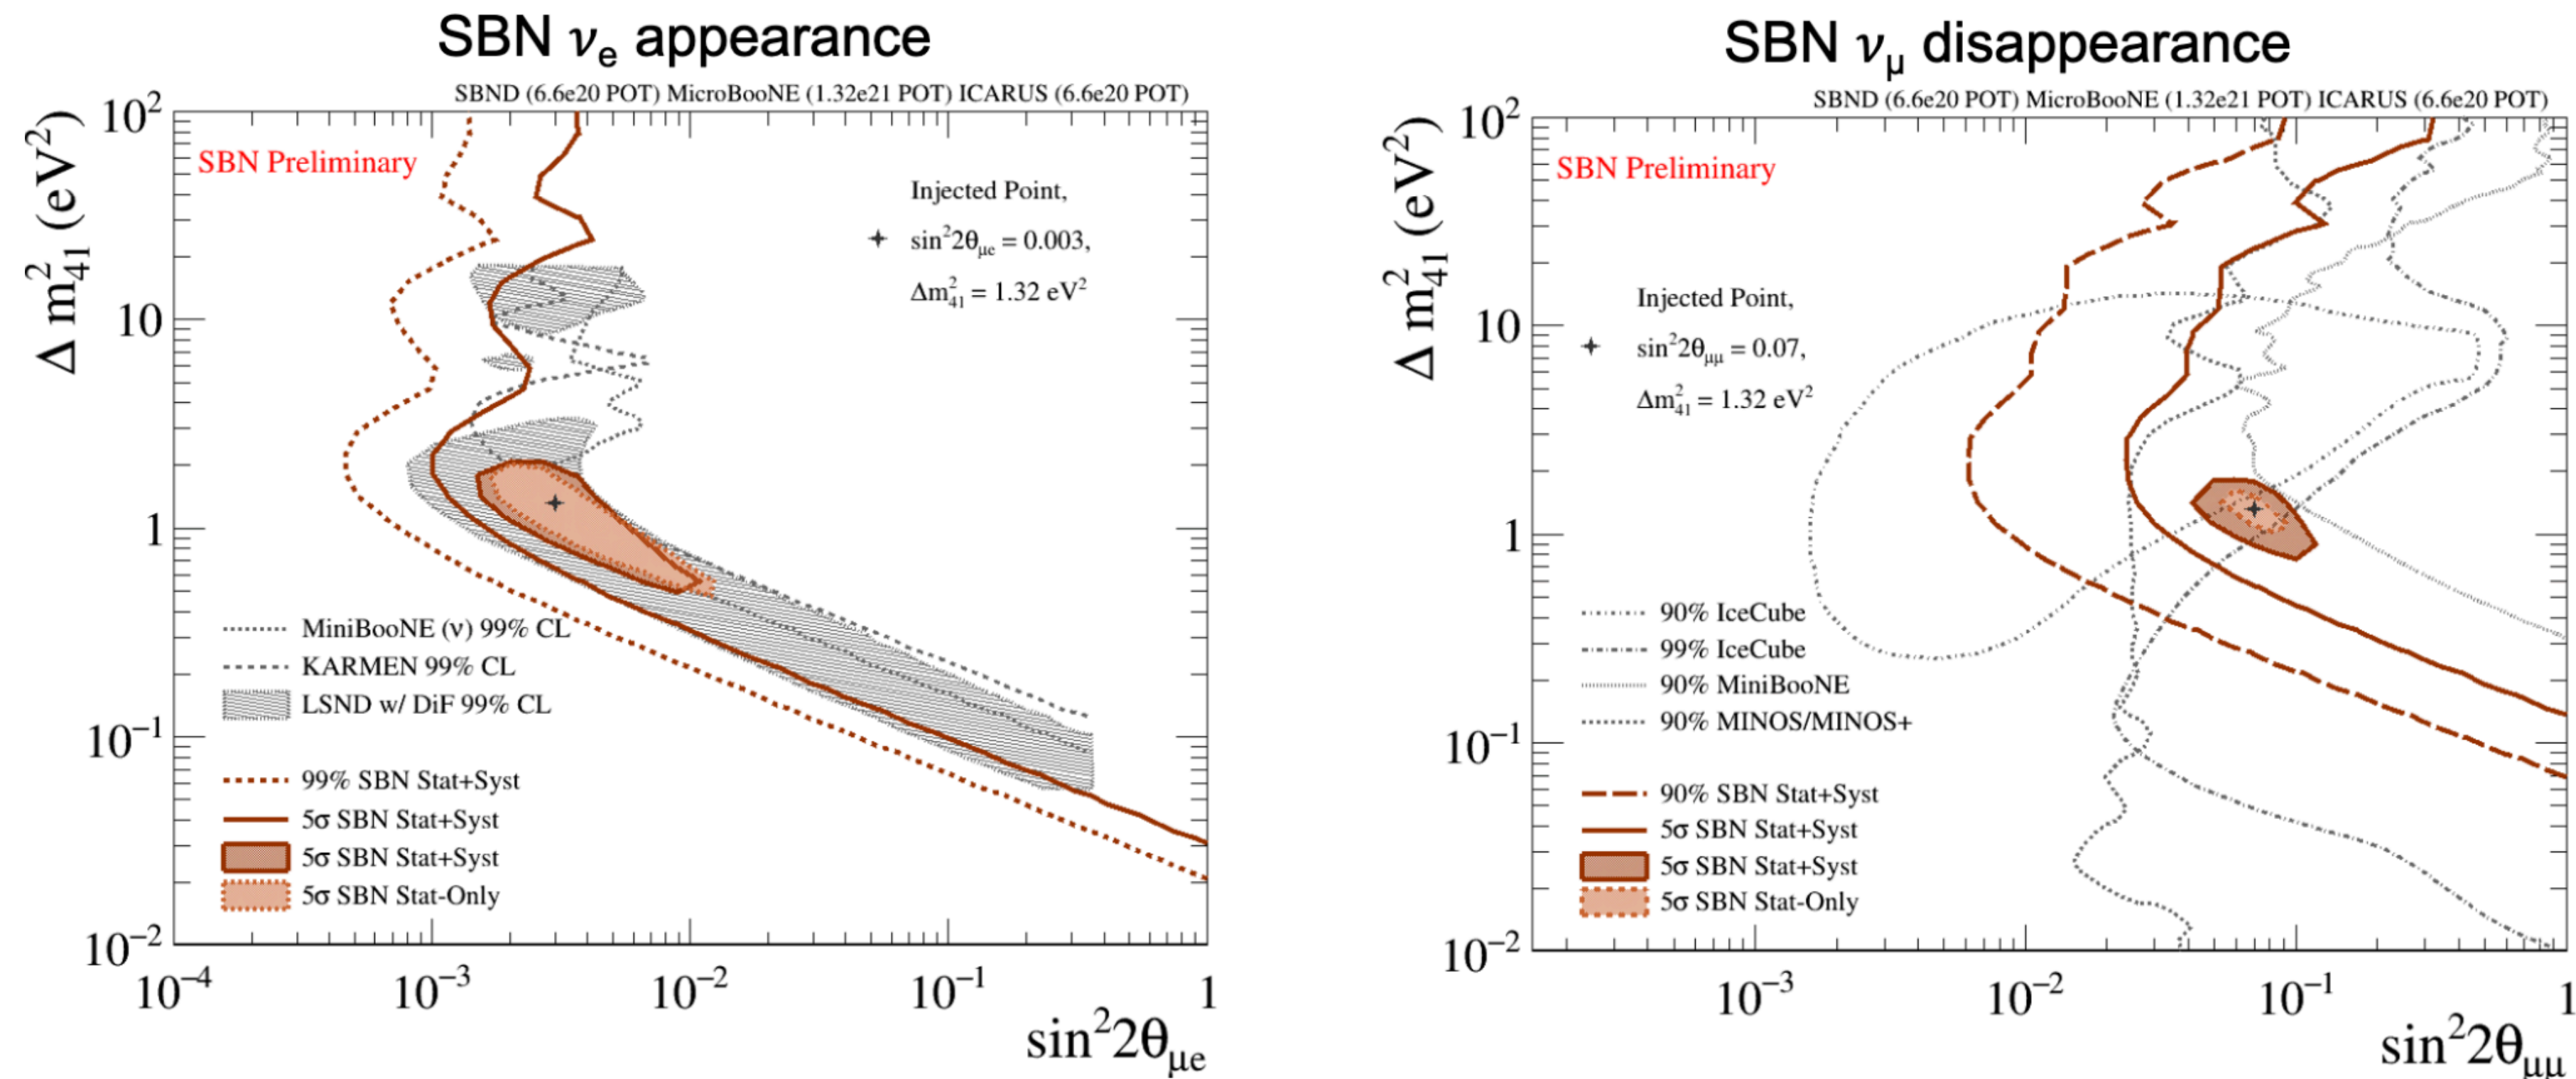 SBN νₑ appearance
SBND (6.6e20 POT) MicroBooNE (1.32e21 POT) ICARUS (6.6e20 POT)
SBN Preliminary
Injected Point,
sin²2θ_μe = 0.003,
Δm²₄₁ = 1.32 eV²
MiniBooNE (ν) 99% CL
KARMEN 99% CL
LSND w/ DiF 99% CL
99% SBN Stat+Syst
5σ SBN Stat+Syst
5σ SBN Stat+Syst
5σ SBN Stat-Only
Δ m²₄₁ (eV²)
10²
10
1
10⁻¹
10⁻²
10⁻⁴
10⁻³
10⁻²
10⁻¹
1
sin²2θ_μe
SBN ν_μ disappearance
SBND (6.6e20 POT) MicroBooNE (1.32e21 POT) ICARUS (6.6e20 POT)
SBN Preliminary
Injected Point,
sin²2θ_μμ = 0.07,
Δm²₄₁ = 1.32 eV²
90% IceCube
99% IceCube
90% MiniBooNE
90% MINOS/MINOS+
90% SBN Stat+Syst
5σ SBN Stat+Syst
5σ SBN Stat+Syst
5σ SBN Stat-Only
Δ m²₄₁ (eV²)
10²
10
1
10⁻¹
10⁻²
10⁻³
10⁻²
10⁻¹
1
sin²2θ_μμ